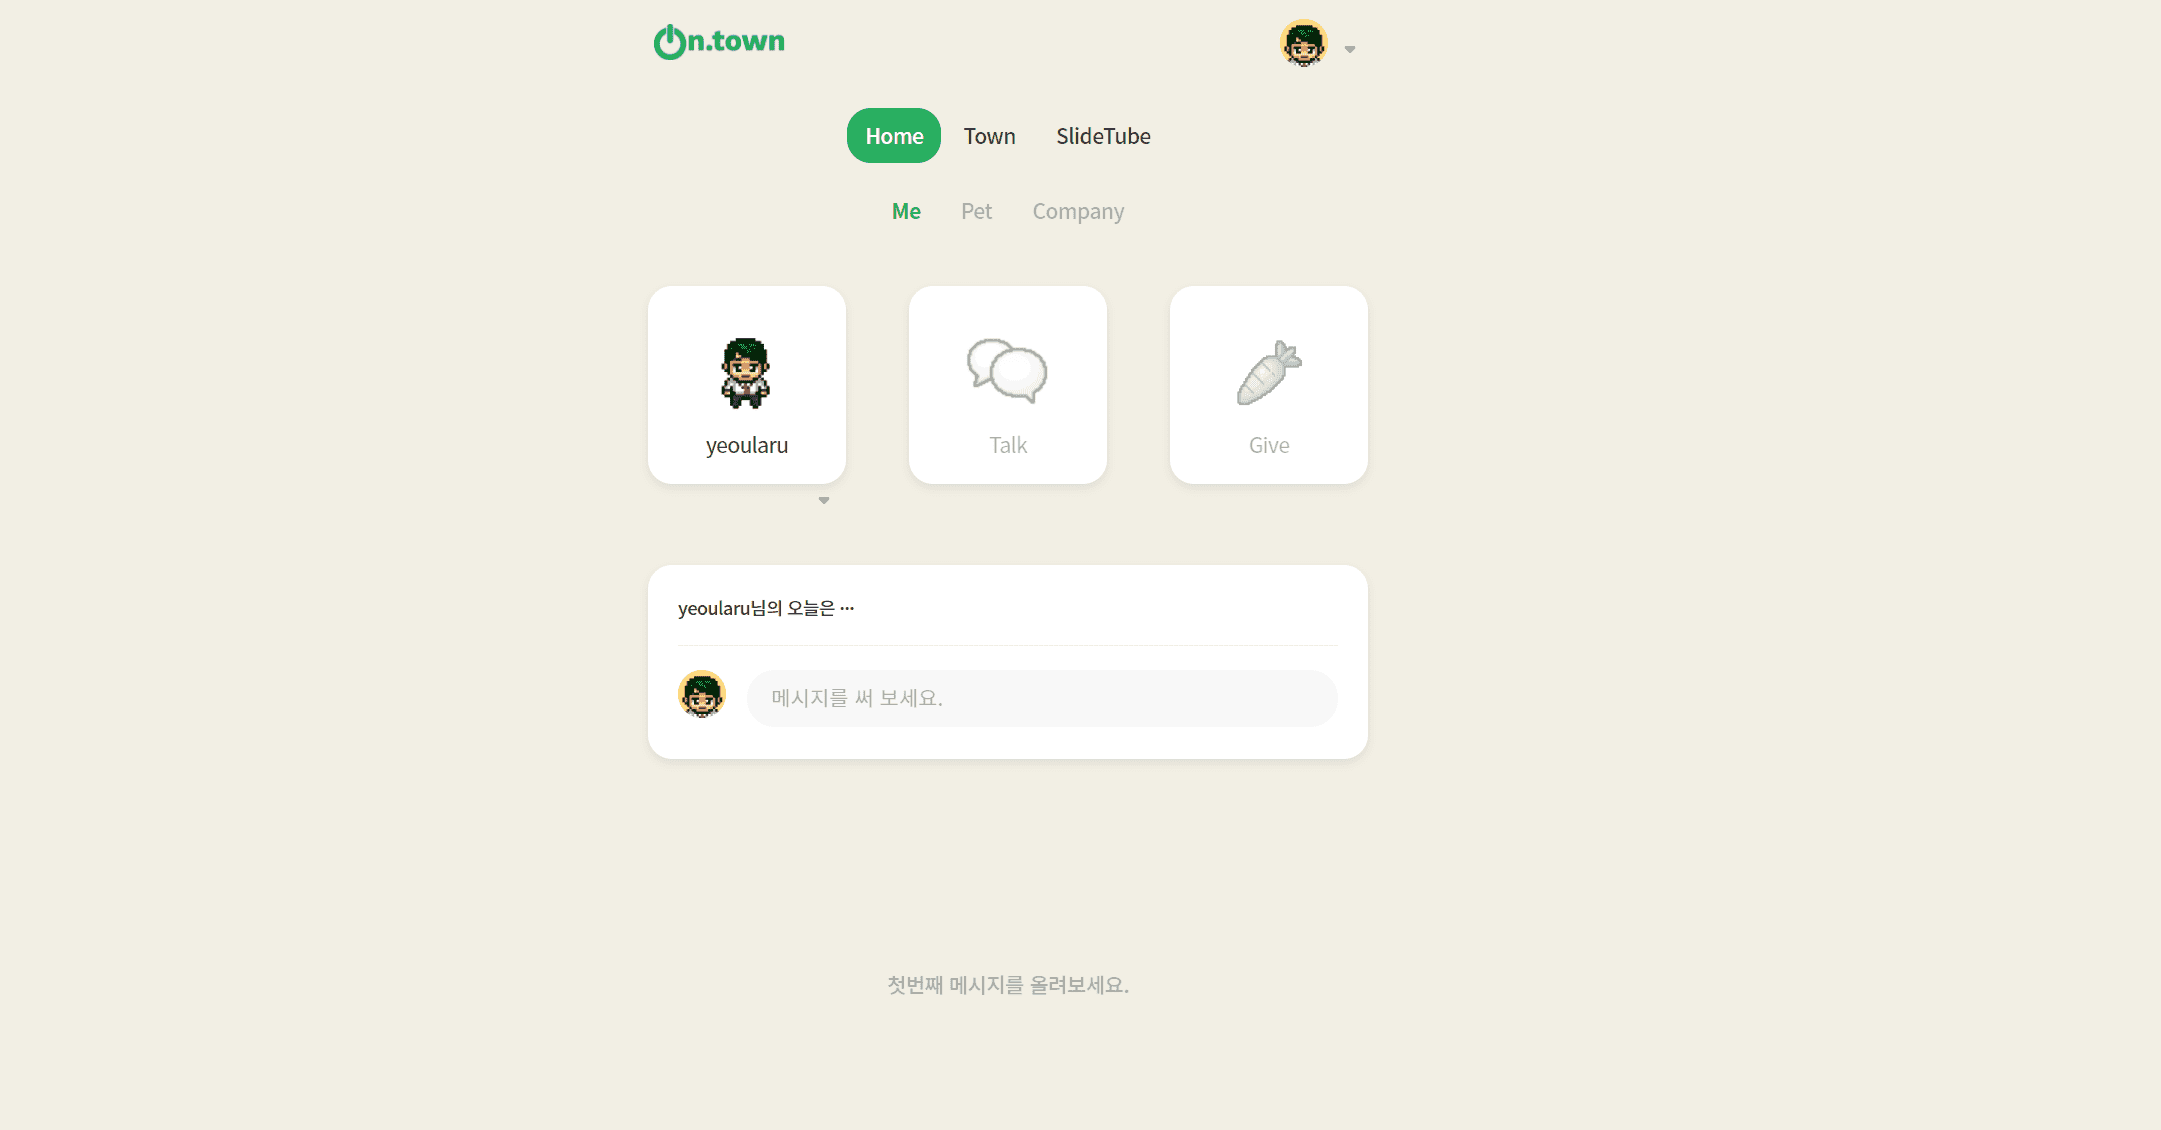 On.town
Home Town SlideTube
Me Pet Company
yeoularu Talk Give
yeoularu님의 오늘은 ···
메시지를 써 보세요.
첫번째 메시지를 올려보세요.